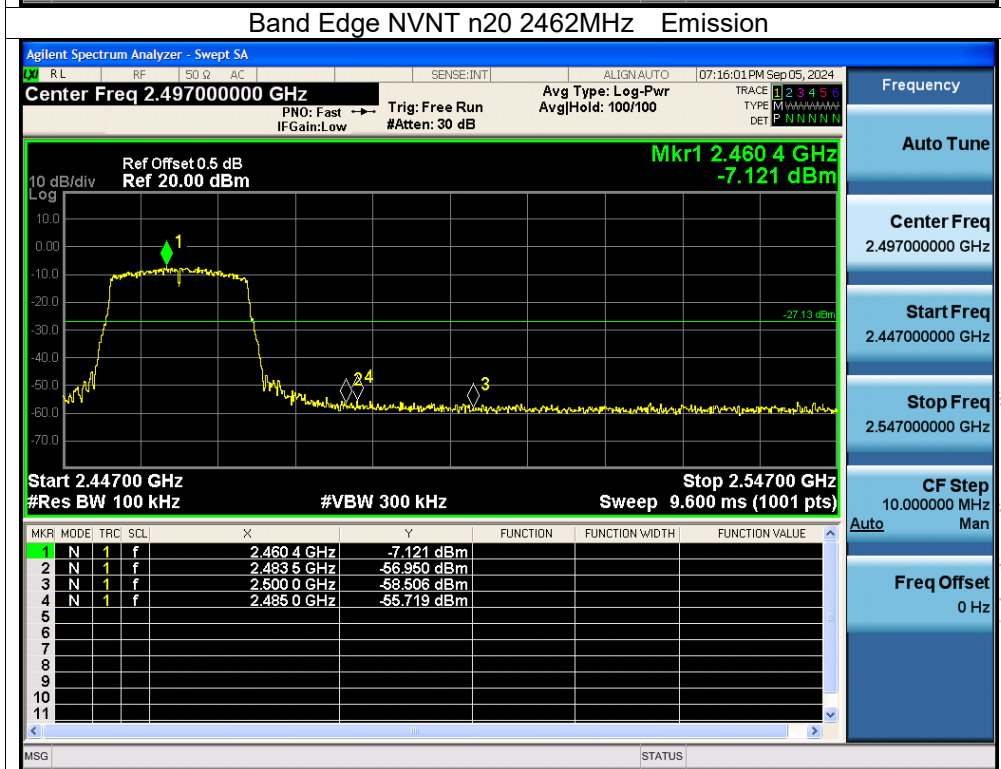 Band Edge NVNT n20 2462MHz Emission
Agilent Spectrum Analyzer - Swept SA
LXI RL RF 50 Ω AC SENSE:INT ALIGN AUTO 07:16:01 PM Sep 05, 2024
Center Freq 2.497000000 GHz Avg Type: Log-Pwr TRACE 1 2 3 4 5 6
PNO: Fast Trig: Free Run Avg|Hold: 100/100 TYPE MWWWWW
IFGain:Low #Atten: 30 dB DET P N N N N N
Mkr1 2.460 4 GHz
-7.121 dBm
Ref Offset 0.5 dB
10 dB/div Ref 20.00 dBm
Log
10.0
0.00
-10.0
-20.0
-30.0
-40.0
-50.0
-60.0
-70.0
1
-27.13 dBm
2 4
3
Start 2.44700 GHz Stop 2.54700 GHz
#Res BW 100 kHz #VBW 300 kHz Sweep 9.600 ms (1001 pts)
MKR MODE TRC SCL X Y FUNCTION FUNCTION WIDTH FUNCTION VALUE
1 N 1 f 2.460 4 GHz -7.121 dBm
2 N 1 f 2.483 5 GHz -56.950 dBm
3 N 1 f 2.500 0 GHz -58.506 dBm
4 N 1 f 2.485 0 GHz -55.719 dBm
5
6
7
8
9
10
11
MSG STATUS
Frequency
Auto Tune
Center Freq
2.497000000 GHz
Start Freq
2.447000000 GHz
Stop Freq
2.547000000 GHz
CF Step
10.000000 MHz
Auto Man
Freq Offset
0 Hz